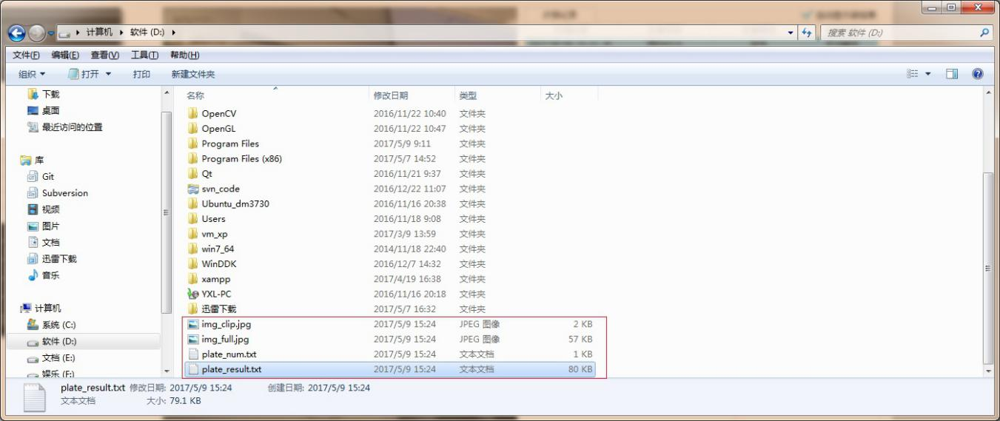 计算机 软件 (D:)
搜索 软件 (D:)
文件(F) 编辑(E) 查看(V) 工具(T) 帮助(H)
组织 打开 打印 新建文件夹
下载
桌面
最近访问的位置
库
Git
Subversion
视频
图片
文档
迅雷下载
音乐
计算机
系统 (C:)
软件 (D:)
文档 (E:)
娱乐 (F:)
名称 修改日期 类型 大小
OpenCV 2016/11/22 10:40 文件夹
OpenGL 2016/11/22 10:47 文件夹
Program Files 2017/5/9 9:11 文件夹
Program Files (x86) 2017/5/7 14:52 文件夹
Qt 2016/11/21 9:37 文件夹
svn_code 2016/12/22 11:07 文件夹
Ubuntu_dm3730 2016/11/16 20:38 文件夹
Users 2016/11/18 9:08 文件夹
vm_xp 2017/3/9 13:59 文件夹
win7_64 2014/11/18 22:40 文件夹
WinDDK 2016/12/7 14:32 文件夹
xampp 2017/4/19 16:38 文件夹
YXL-PC 2016/11/16 20:18 文件夹
迅雷下载 2017/5/7 16:32 文件夹
img_clip.jpg 2017/5/9 15:24 JPEG 图像 2 KB
img_full.jpg 2017/5/9 15:24 JPEG 图像 57 KB
plate_num.txt 2017/5/9 15:24 文本文档 1 KB
plate_result.txt 2017/5/9 15:24 文本文档 80 KB
plate_result.txt 修改日期: 2017/5/9 15:24 创建日期: 2017/5/9 15:24
文本文档 大小: 79.1 KB